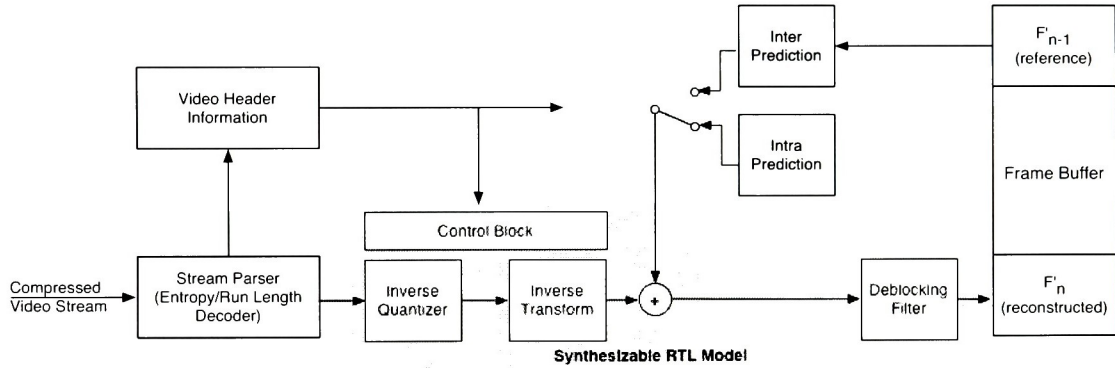 Inter
Prediction
F'n-1
(reference)
Video Header
Information
Intra
Prediction
Frame Buffer
Control Block
Compressed
Video Stream
Stream Parser
(Entropy/Run Length
Decoder)
Inverse
Quantizer
Inverse
Transform
+
Deblocking
Filter
F'n
(reconstructed)
Synthesizable RTL Model